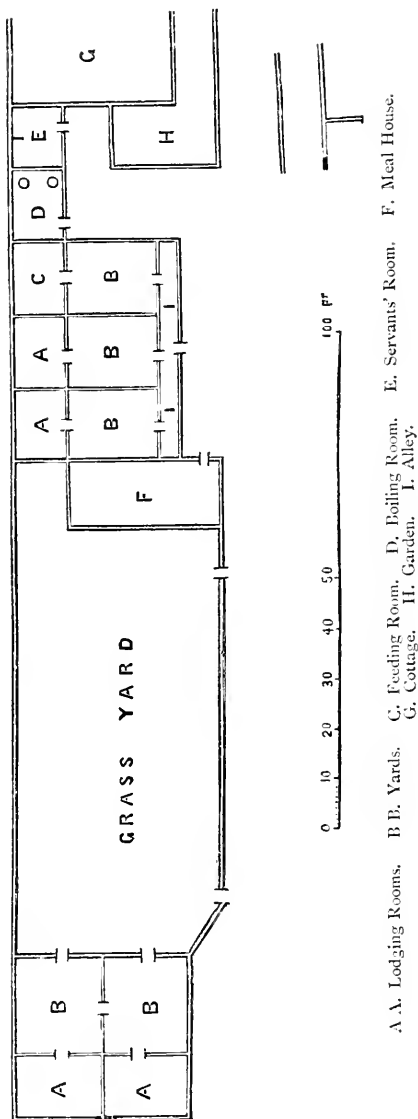 A A C D E G
A B B B B H
GRASS YARD
I I
A B F
0 10 20 30 40 50 100 FT
A A. Lodging Rooms. B B. Yards. C. Feeding Room. D. Boiling Room. E. Servants' Room. F. Meal House.
G. Cottage. H. Garden. I. Alley.